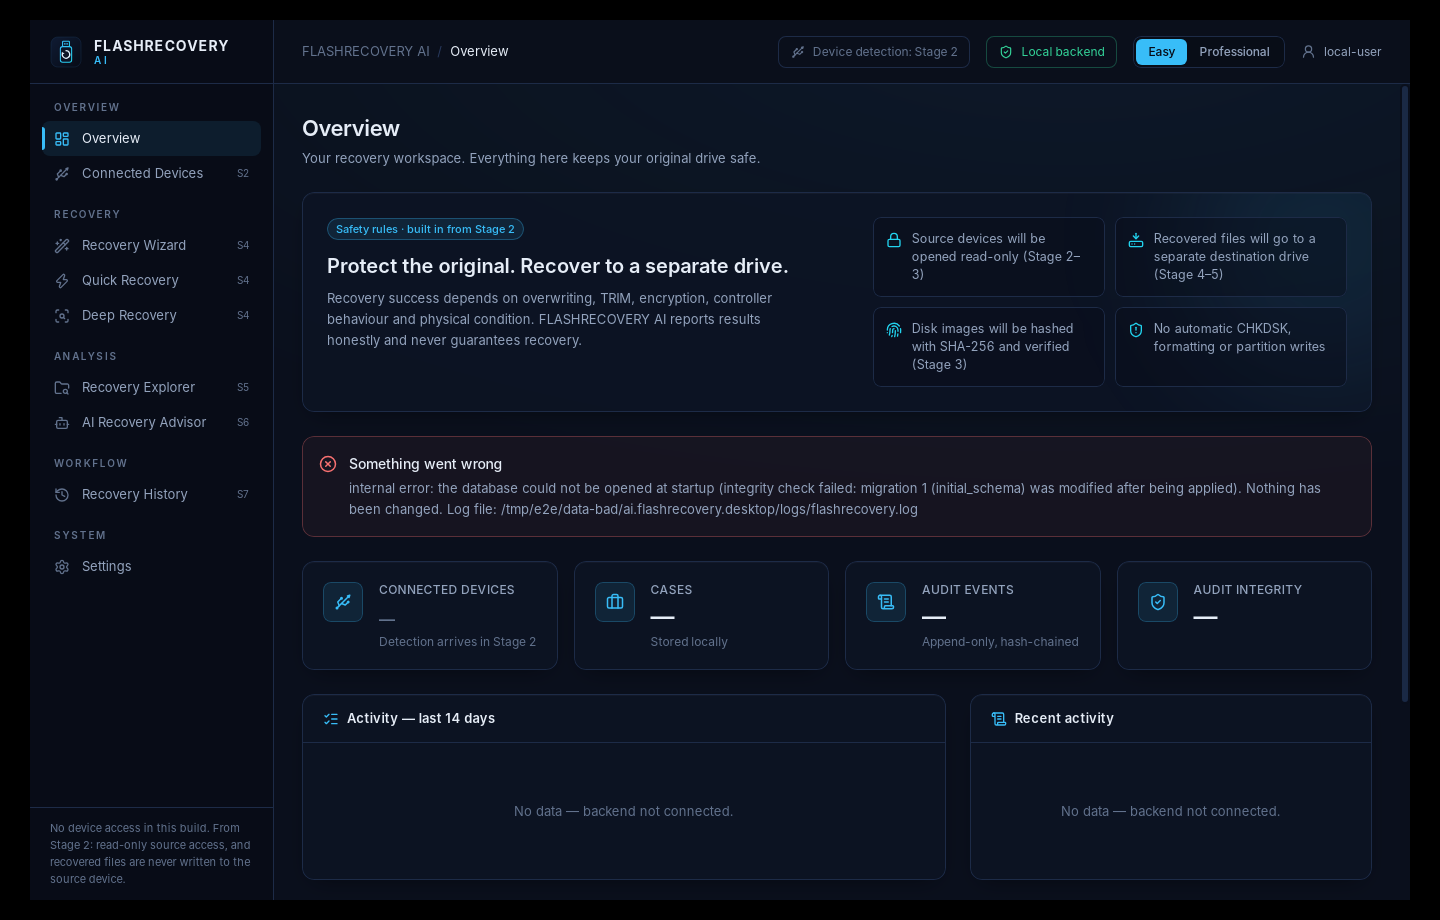 FLASHRECOVERY
AI
FLASHRECOVERY AI / Overview
Device detection: Stage 2
Local backend
Easy
Professional
local-user
OVERVIEW
Overview
Connected Devices S2
RECOVERY
Recovery Wizard S4
Quick Recovery S4
Deep Recovery S4
ANALYSIS
Recovery Explorer S5
AI Recovery Advisor S6
WORKFLOW
Recovery History S7
SYSTEM
Settings
No device access in this build. From
Stage 2: read-only source access, and
recovered files are never written to the
source device.
Overview
Your recovery workspace. Everything here keeps your original drive safe.
Safety rules · built in from Stage 2
Protect the original. Recover to a separate drive.
Recovery success depends on overwriting, TRIM, encryption, controller
behaviour and physical condition. FLASHRECOVERY AI reports results
honestly and never guarantees recovery.
Source devices will be
opened read-only (Stage 2–
3)
Recovered files will go to a
separate destination drive
(Stage 4–5)
Disk images will be hashed
with SHA-256 and verified
(Stage 3)
No automatic CHKDSK,
formatting or partition writes
Something went wrong
internal error: the database could not be opened at startup (integrity check failed: migration 1 (initial_schema) was modified after being applied). Nothing has
been changed. Log file: /tmp/e2e/data-bad/ai.flashrecovery.desktop/logs/flashrecovery.log
CONNECTED DEVICES
—
Detection arrives in Stage 2
CASES
—
Stored locally
AUDIT EVENTS
—
Append-only, hash-chained
AUDIT INTEGRITY
—
Activity — last 14 days
No data — backend not connected.
Recent activity
No data — backend not connected.